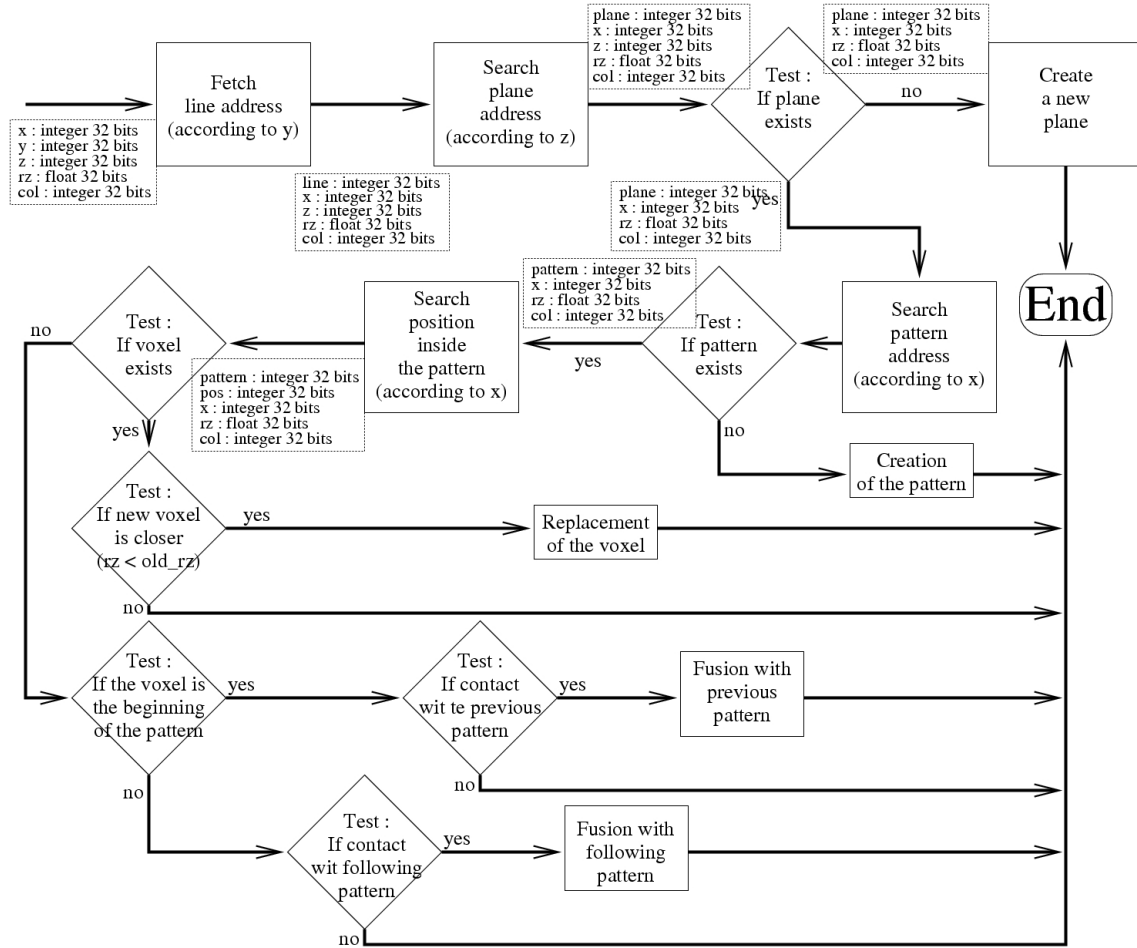 plane : integer 32 bits
x : integer 32 bits
z : integer 32 bits
rz : float 32 bits
col : integer 32 bits
plane : integer 32 bits
x : integer 32 bits
rz : float 32 bits
col : integer 32 bits
Fetch
line address
(according to y)
Search
plane
address
(according to z)
Test :
If plane
exists
no
Create
a new
plane
x : integer 32 bits
y : integer 32 bits
z : integer 32 bits
rz : float 32 bits
col : integer 32 bits
line : integer 32 bits
x : integer 32 bits
z : integer 32 bits
rz : float 32 bits
col : integer 32 bits
plane : integer 32 bits
x : integer 32 bits
rz : float 32 bits
col : integer 32 bits
yes
pattern : integer 32 bits
x : integer 32 bits
rz : float 32 bits
col : integer 32 bits
End
no
Test :
If voxel
exists
Search
position
inside
the pattern
(according to x)
yes
Test :
If pattern
exists
Search
pattern
address
(according to x)
pattern : integer 32 bits
pos : integer 32 bits
x : integer 32 bits
rz : float 32 bits
col : integer 32 bits
yes
no
Creation
of the pattern
Test :
If new voxel
is closer
(rz < old_rz)
yes
Replacement
of the voxel
no
Test :
If the voxel is
the beginning
of the pattern
yes
Test :
If contact
wit te previous
pattern
yes
Fusion with
previous
pattern
no
no
Test :
If contact
wit following
pattern
yes
Fusion with
following
pattern
no